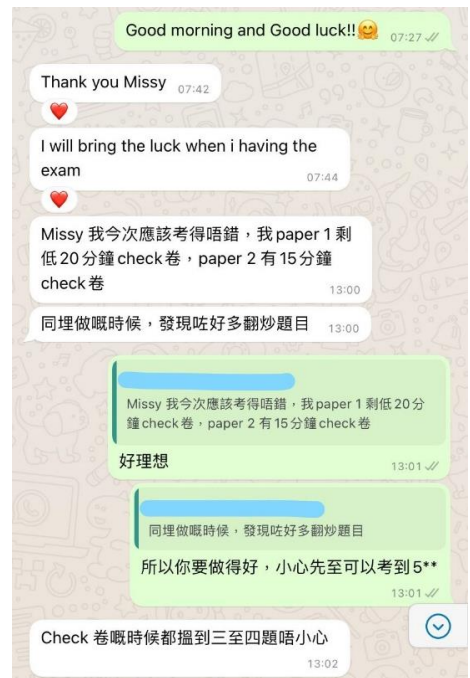 Good morning and Good luck!!🤗
07:27
Thank you Missy
07:42
I will bring the luck when i having the
exam
07:44
Missy 我今次應該考得唔錯，我 paper 1 剩
低 20 分鐘 check 卷，paper 2 有 15 分鐘
check 卷
13:00
同埋做嘅時候，發現咗好多翻炒題目
13:00
Missy 我今次應該考得唔錯，我 paper 1 剩低 20 分
鐘 check 卷，paper 2 有 15 分鐘 check 卷
好理想
13:01
同埋做嘅時候，發現咗好多翻炒題目
所以你要做得好，小心先至可以考到 5**
13:01
Check 卷嘅時候都搵到三至四題唔小心
13:02